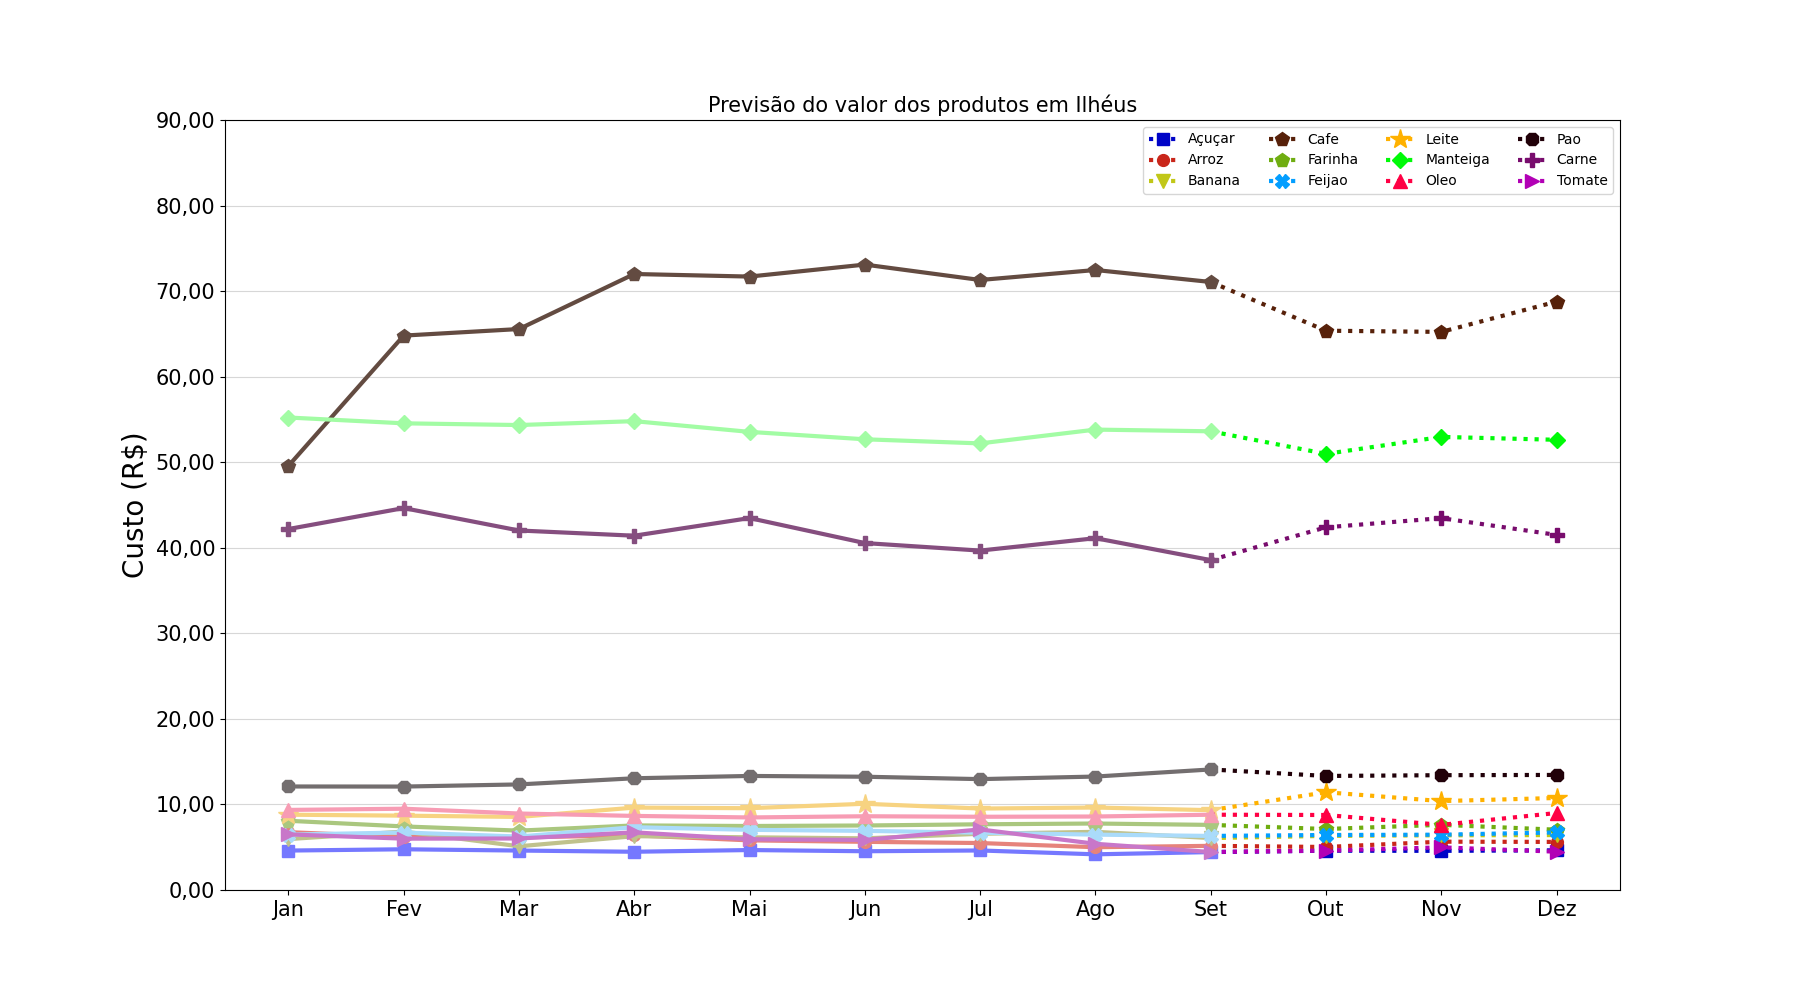 Previsão do valor dos produtos em Ilhéus
90,00
80,00
70,00
60,00
50,00
40,00
30,00
20,00
10,00
0,00
Custo (R$)
Açuçar Cafe Leite Pao
Arroz Farinha Manteiga Carne
Banana Feijao Oleo Tomate
Jan Fev Mar Abr Mai Jun Jul Ago Set Out Nov Dez